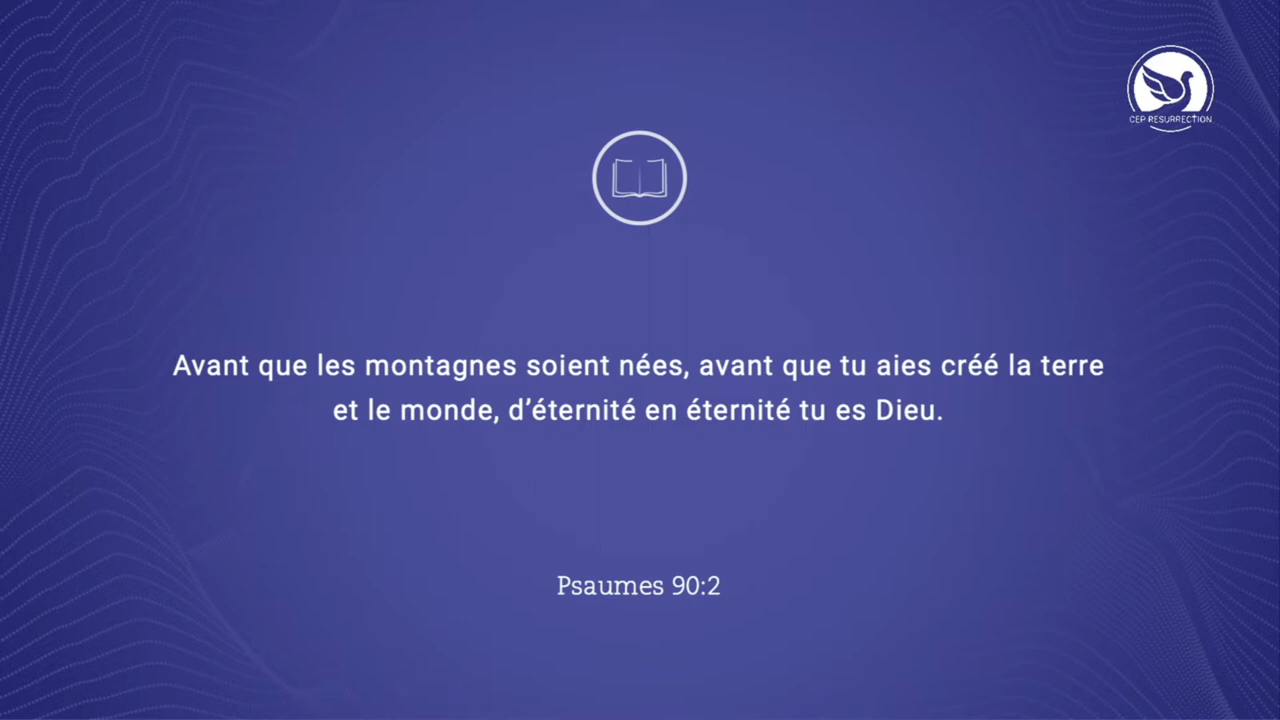 CEP RESURRECTION
Avant que les montagnes soient nées, avant que tu aies créé la terre
et le monde, d’éternité en éternité tu es Dieu.
Psaumes 90:2